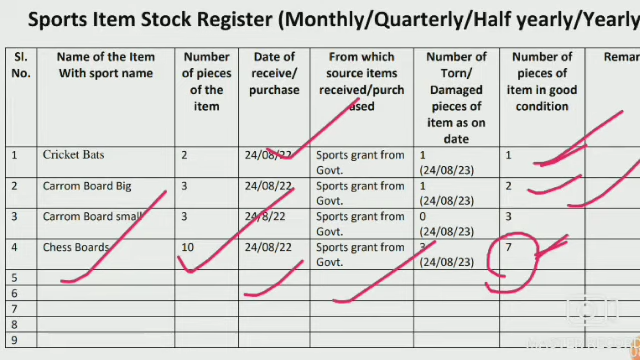 Sports Item Stock Register (Monthly/Quarterly/Half yearly/Yearly
Sl. No. Name of the Item With sport name Number of pieces of the item Date of receive/ purchase From which source items received/purch ased Number of Torn/ Damaged pieces of item as on date Number of pieces of item in good condition Remar
1 Cricket Bats 2 24/08/22 Sports grant from Govt. 1 (24/08/23) 1
2 Carrom Board Big 3 24/08/22 Sports grant from Govt. 1 (24/08/23) 2
3 Carrom Board small 3 24/8/22 Sports grant from Govt. 0 (24/08/23) 3
4 Chess Boards 10 24/08/22 Sports grant from Govt. 3 (24/08/23) 7
5
6
7
8
9